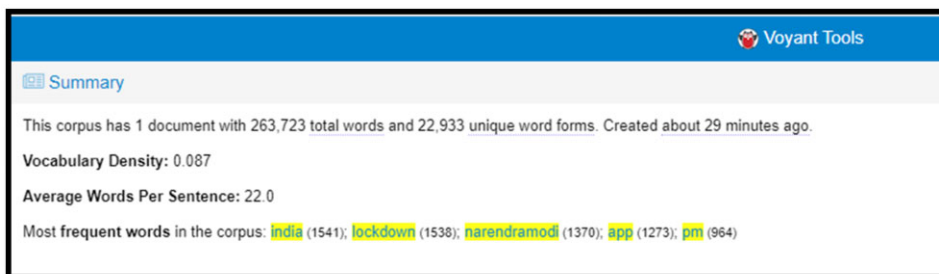 Voyant Tools
Summary
This corpus has 1 document with 263,723 total words and 22,933 unique word forms. Created about 29 minutes ago.
Vocabulary Density: 0.087
Average Words Per Sentence: 22.0
Most frequent words in the corpus: india (1541); lockdown (1538); narendramodi (1370); app (1273); pm (964)